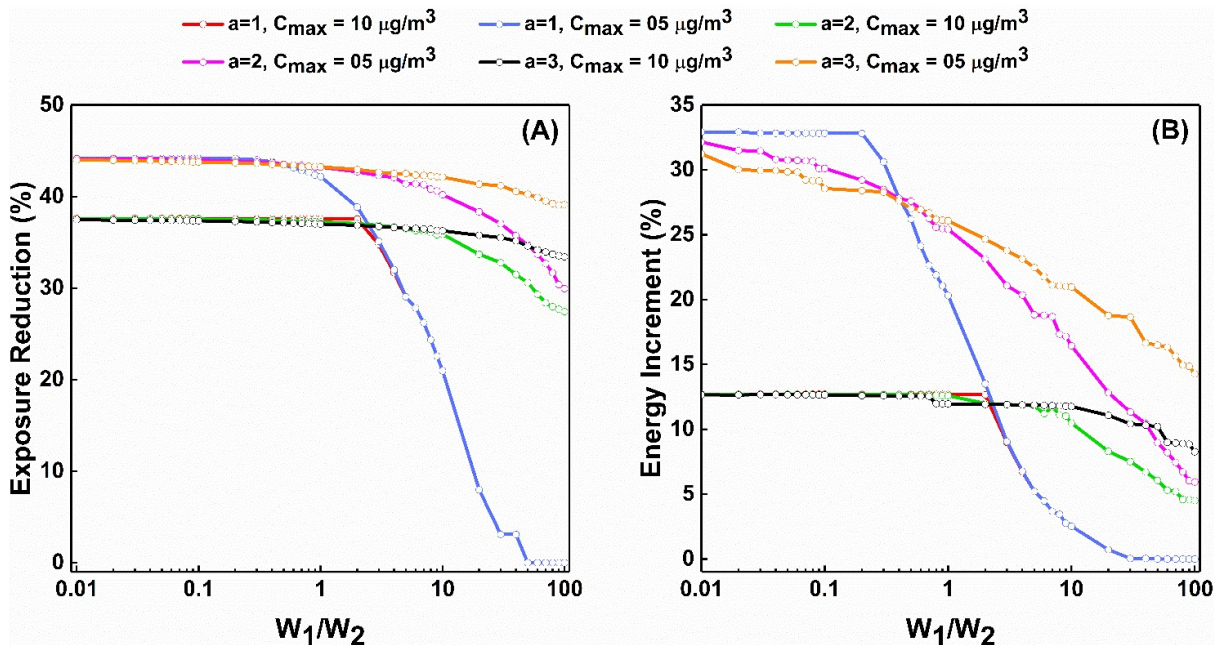 a=1, Cmax = 10 μg/m³ a=1, Cmax = 05 μg/m³ a=2, Cmax = 10 μg/m³
a=2, Cmax = 05 μg/m³ a=3, Cmax = 10 μg/m³ a=3, Cmax = 05 μg/m³
(A)
Exposure Reduction (%)
50
40
30
20
10
0
0.01 0.1 1 10 100
W₁/W₂
(B)
Energy Increment (%)
35
30
25
20
15
10
5
0
0.01 0.1 1 10 100
W₁/W₂